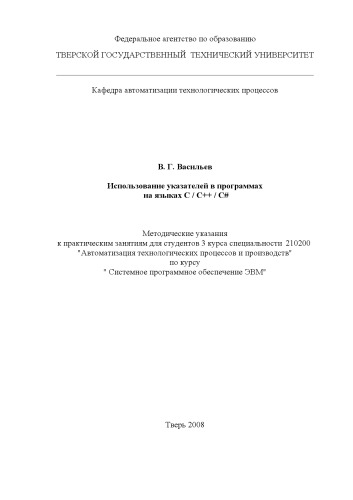 Федеральное агентство по образованию
ТВЕРСКОЙ ГОСУДАРСТВЕННЫЙ ТЕХНИЧЕСКИЙ УНИВЕРСИТЕТ
Кафедра автоматизации технологических процессов
В. Г. Васильев
Использование указателей в программах
на языках C / C++ / C#
Методические указания
к практическим занятиям для студентов 3 курса специальности 210200
"Автоматизация технологических процессов и производств"
по курсу
" Системное программное обеспечение ЭВМ"
Тверь 2008